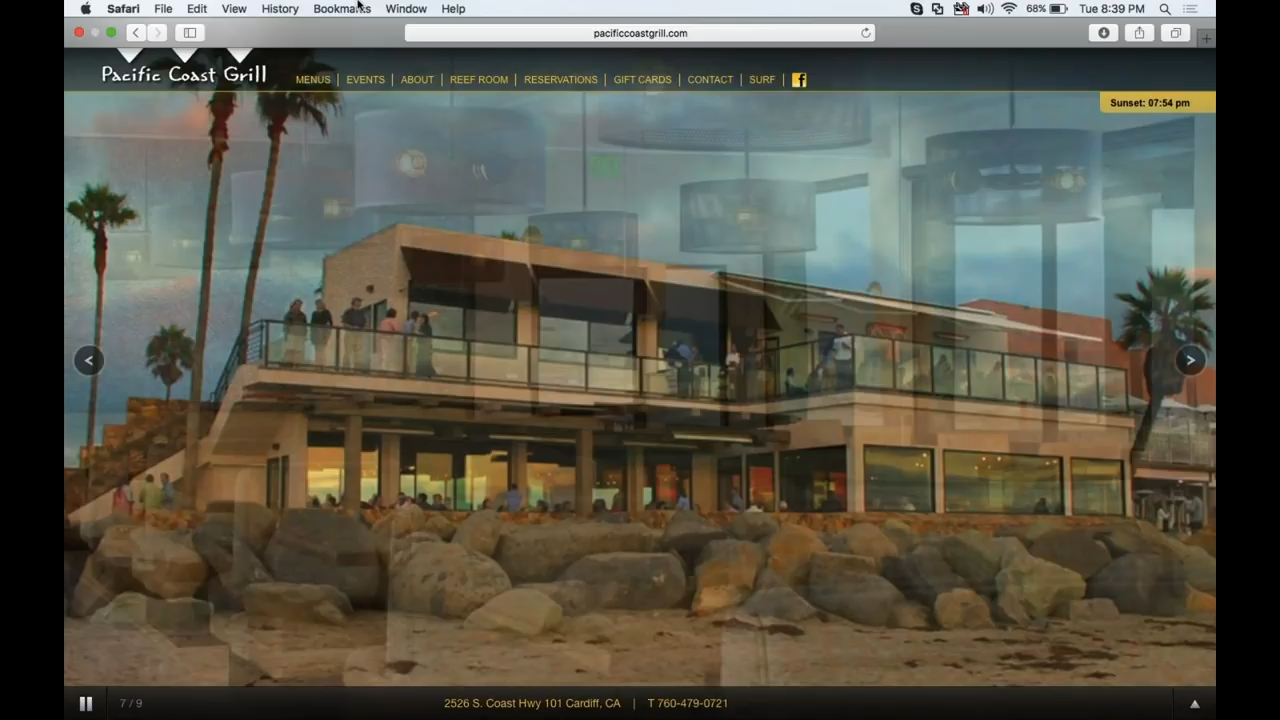 Safari File Edit View History Bookmarks Window Help 68% Tue 8:39 PM
pacificcoastgrill.com
Pacific Coast Grill MENUS | EVENTS | ABOUT | REEF ROOM | RESERVATIONS | GIFT CARDS | CONTACT | SURF | f
Sunset: 07:54 pm
< >
7 / 9 2526 S. Coast Hwy 101 Cardiff, CA | T 760-479-0721